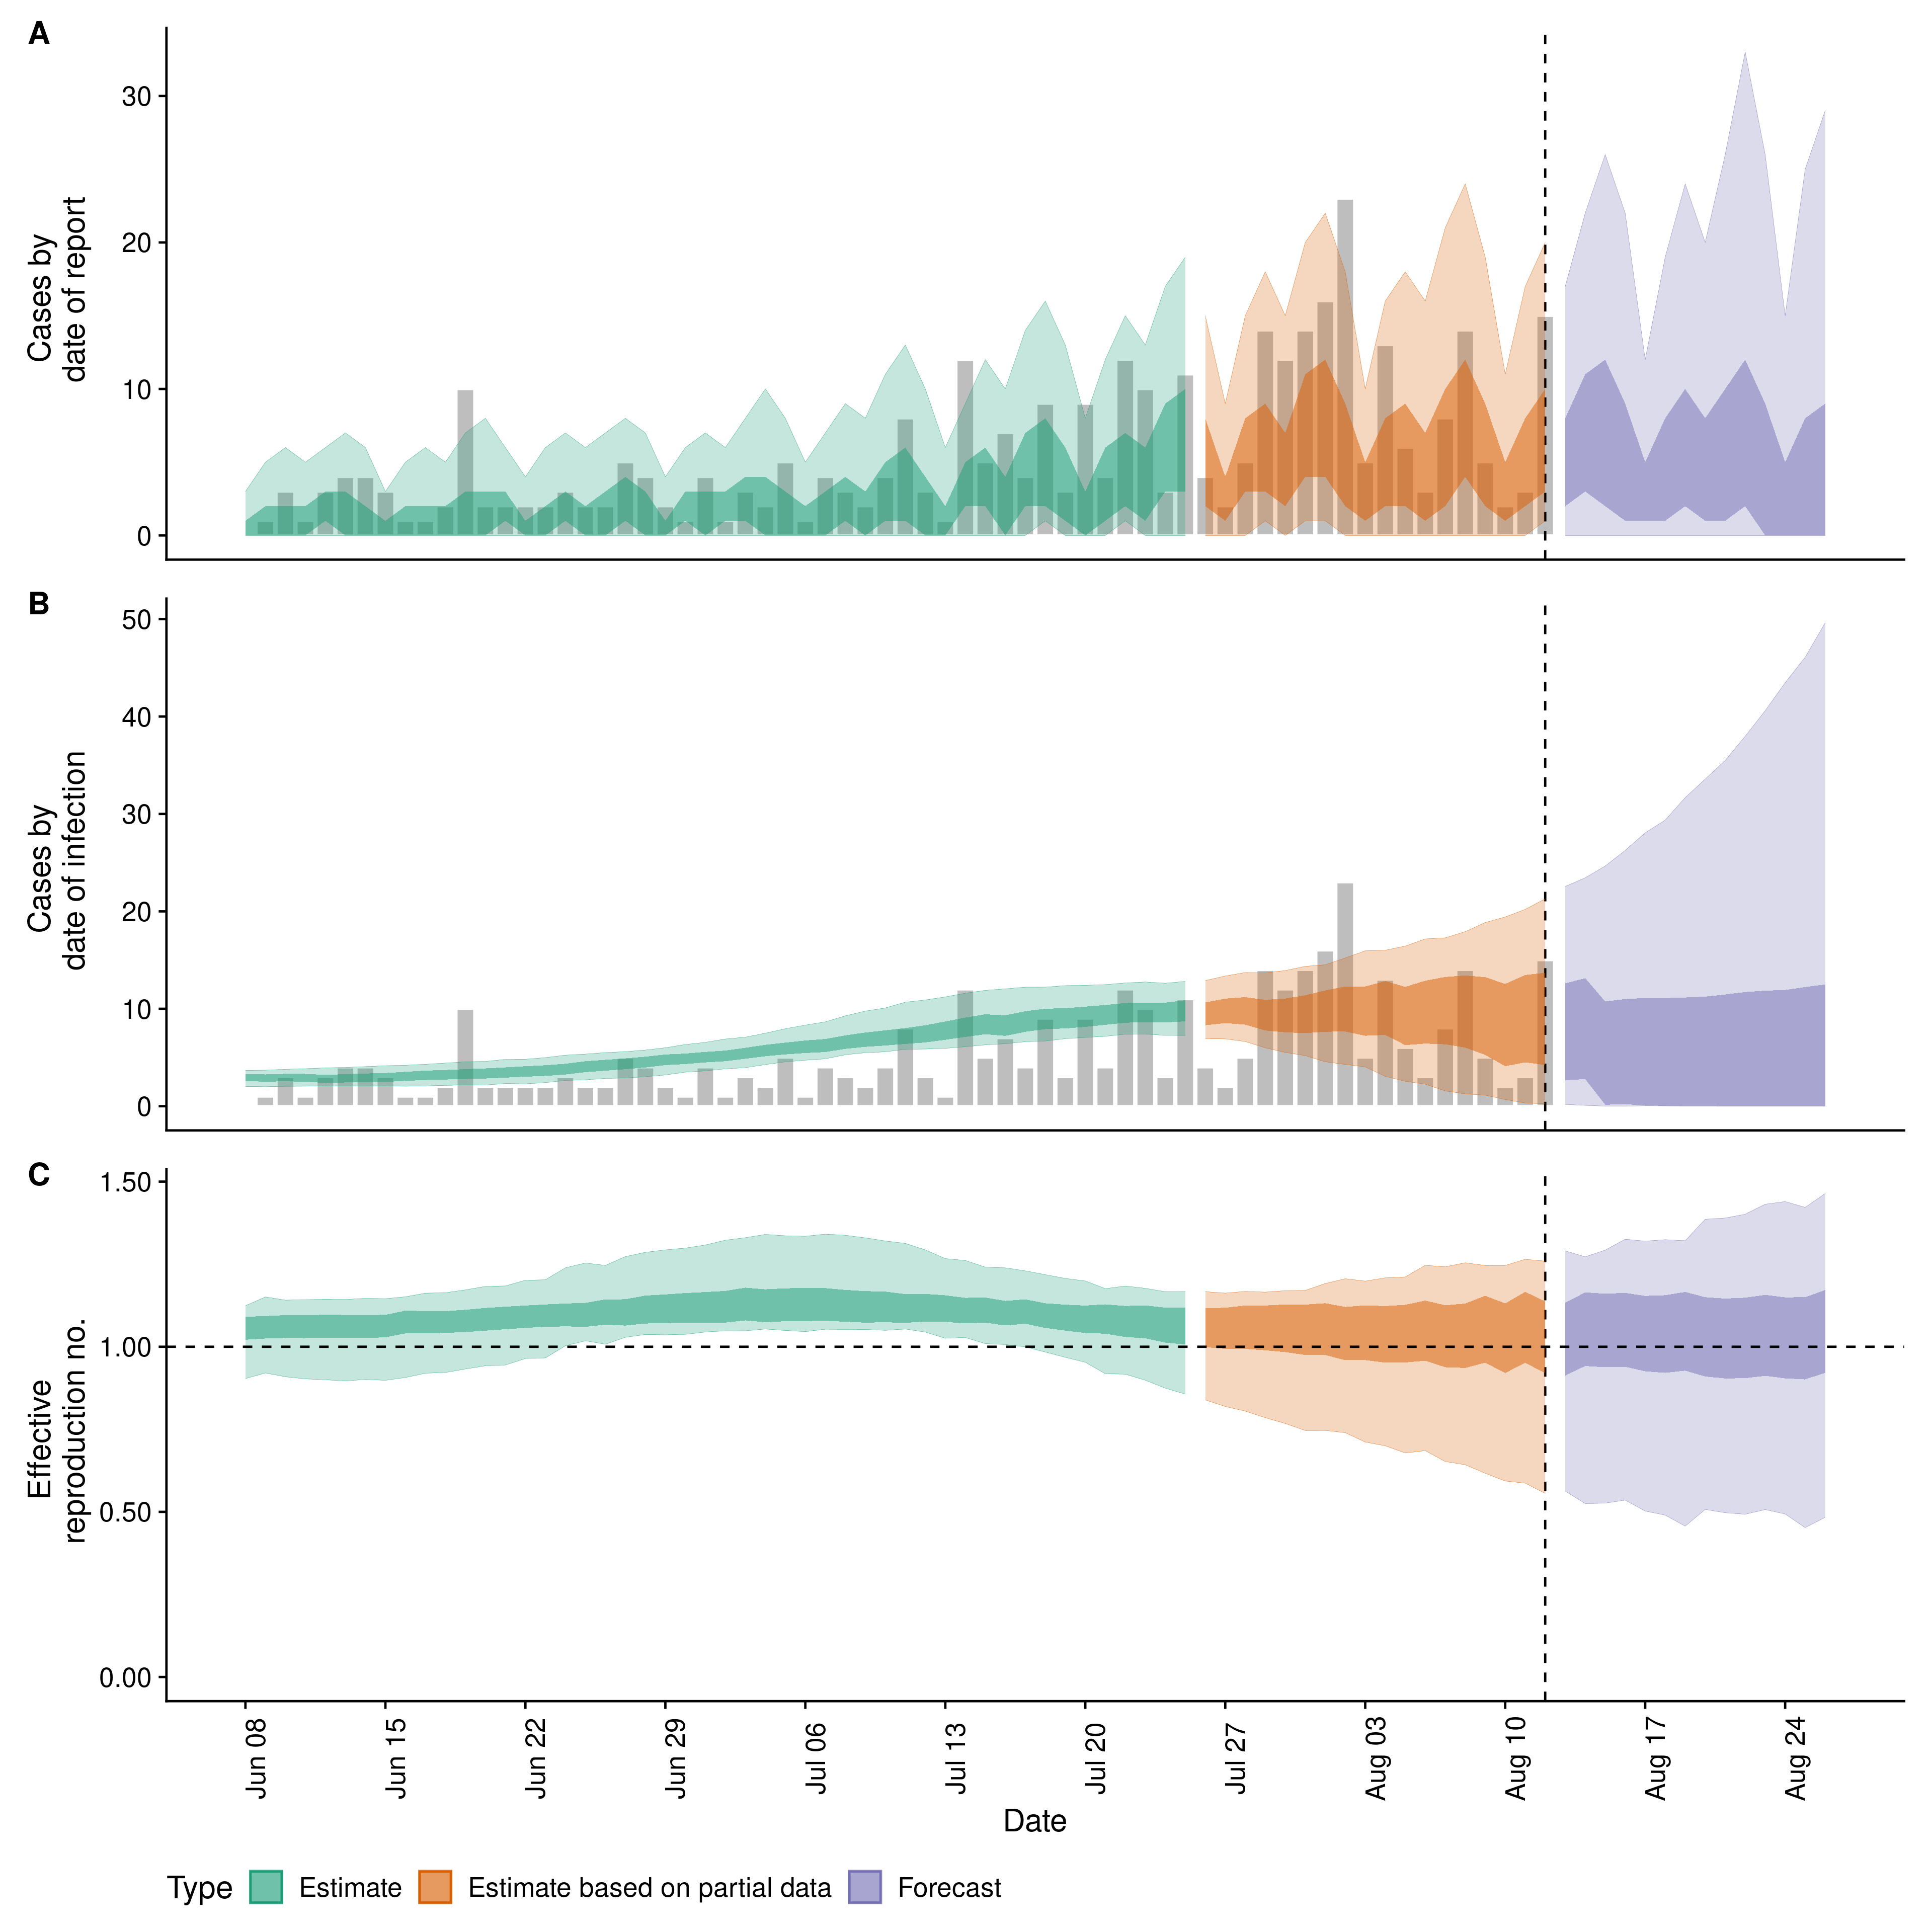 A
Cases by
date of report
30
20
10
0
B
Cases by
date of infection
50
40
30
20
10
0
C
Effective
reproduction no.
1.50
1.00
0.50
0.00
Jun 08
Jun 15
Jun 22
Jun 29
Jul 06
Jul 13
Jul 20
Jul 27
Aug 03
Aug 10
Aug 17
Aug 24
Date
Type Estimate Estimate based on partial data Forecast